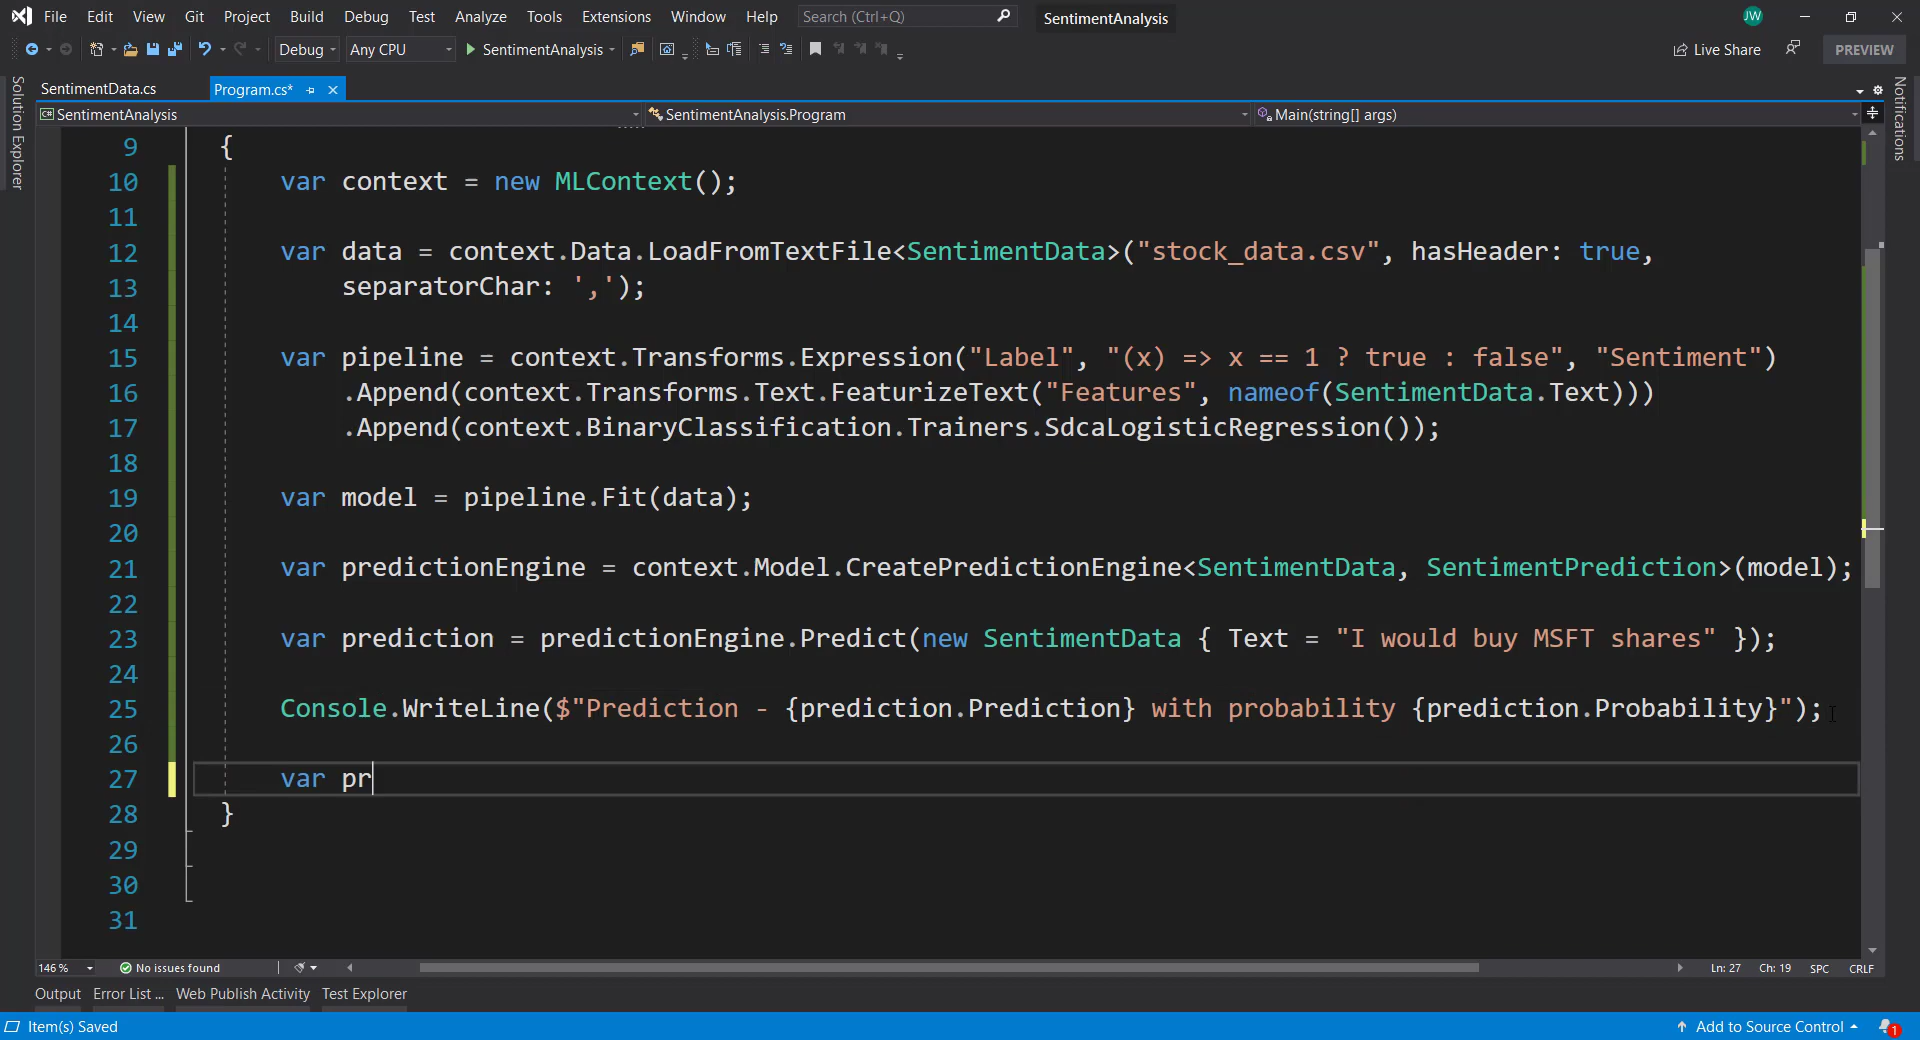 File Edit View Git Project Build Debug Test Analyze Tools Extensions Window Help Search (Ctrl+Q) SentimentAnalysis JW
Debug Any CPU SentimentAnalysis Live Share PREVIEW
SentimentData.cs Program.cs*
SentimentAnalysis SentimentAnalysis.Program Main(string[] args)
Solution Explorer
Notifications
9 {
10 var context = new MLContext();
11
12 var data = context.Data.LoadFromTextFile<SentimentData>("stock_data.csv", hasHeader: true,
13 separatorChar: ',');
14
15 var pipeline = context.Transforms.Expression("Label", "(x) => x == 1 ? true : false", "Sentiment")
16 .Append(context.Transforms.Text.FeaturizeText("Features", nameof(SentimentData.Text)))
17 .Append(context.BinaryClassification.Trainers.SdcaLogisticRegression());
18
19 var model = pipeline.Fit(data);
20
21 var predictionEngine = context.Model.CreatePredictionEngine<SentimentData, SentimentPrediction>(model);
22
23 var prediction = predictionEngine.Predict(new SentimentData { Text = "I would buy MSFT shares" });
24
25 Console.WriteLine($"Prediction - {prediction.Prediction} with probability {prediction.Probability}");
26
27 var pr
28 }
29
30
31
146 % No issues found Ln: 27 Ch: 19 SPC CRLF
Output Error List ... Web Publish Activity Test Explorer
Item(s) Saved Add to Source Control 1